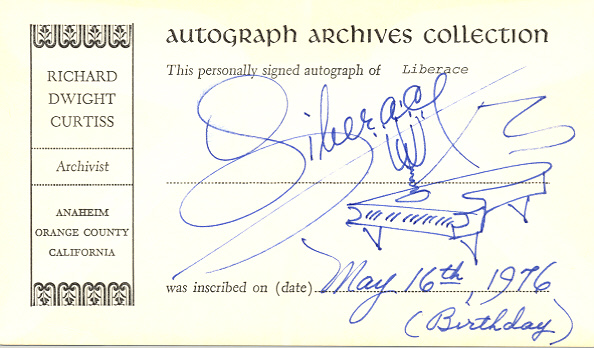 RICHARD
DWIGHT
CURTISS
Archivist
ANAHEIM
ORANGE COUNTY
CALIFORNIA
AUTOGRAPH ARCHIVES COLLECTION
This personally signed autograph of Liberace
Liberace
was inscribed on (date) May 16th, 1976
(Birthday)